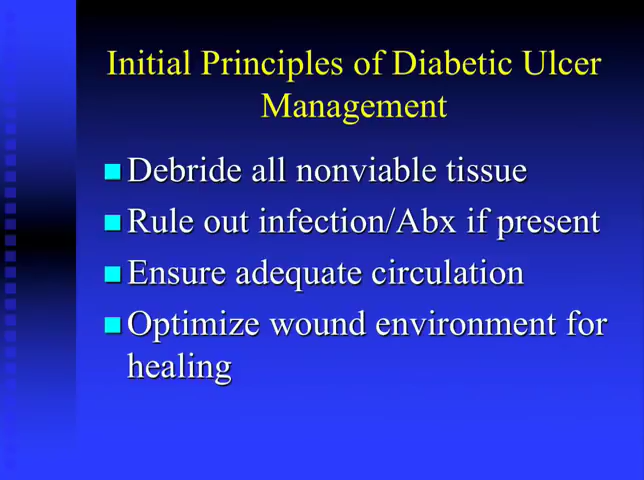 Initial Principles of Diabetic Ulcer
Management
Debride all nonviable tissue
Rule out infection/Abx if present
Ensure adequate circulation
Optimize wound environment for
healing